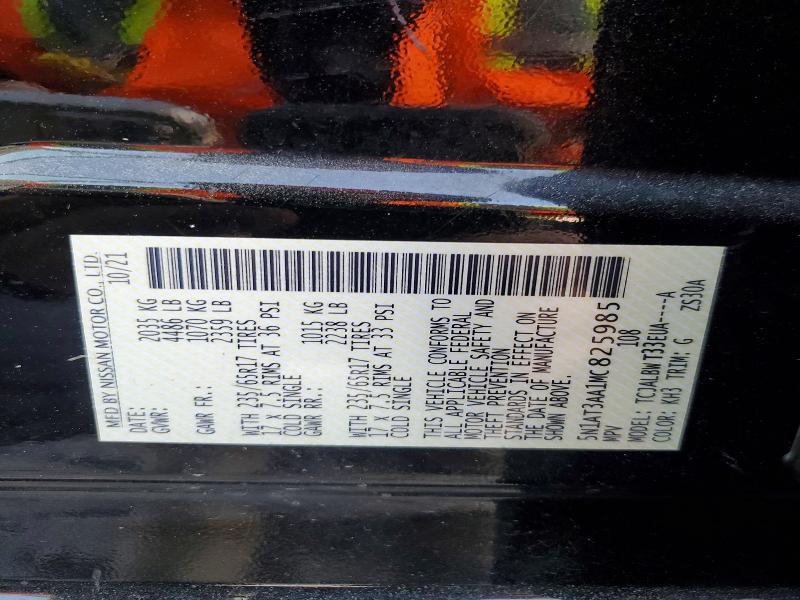 MFD BY NISSAN MOTOR CO., LTD.
DATE: 10/21
GVWR: 2035 KG
4486 LB
GAWR FR.: 1070 KG
2359 LB
WITH 235/65R17 TIRES
17 X 7.5 RIMS AT 36 PSI
COLD SINGLE
GAWR RR.: 1015 KG
2238 LB
WITH 235/65R17 TIRES
17 X 7.5 RIMS AT 33 PSI
COLD SINGLE
THIS VEHICLE CONFORMS TO
ALL APPLICABLE FEDERAL
MOTOR VEHICLE SAFETY AND
THEFT PREVENTION
STANDARDS IN EFFECT ON
THE DATE OF MANUFACTURE
SHOWN ABOVE.
5N1AT3AA1MC825985
MPV 108
MODEL: TCXALBWT33EUA----A
COLOR: KH3 TRIM: G ZS30A